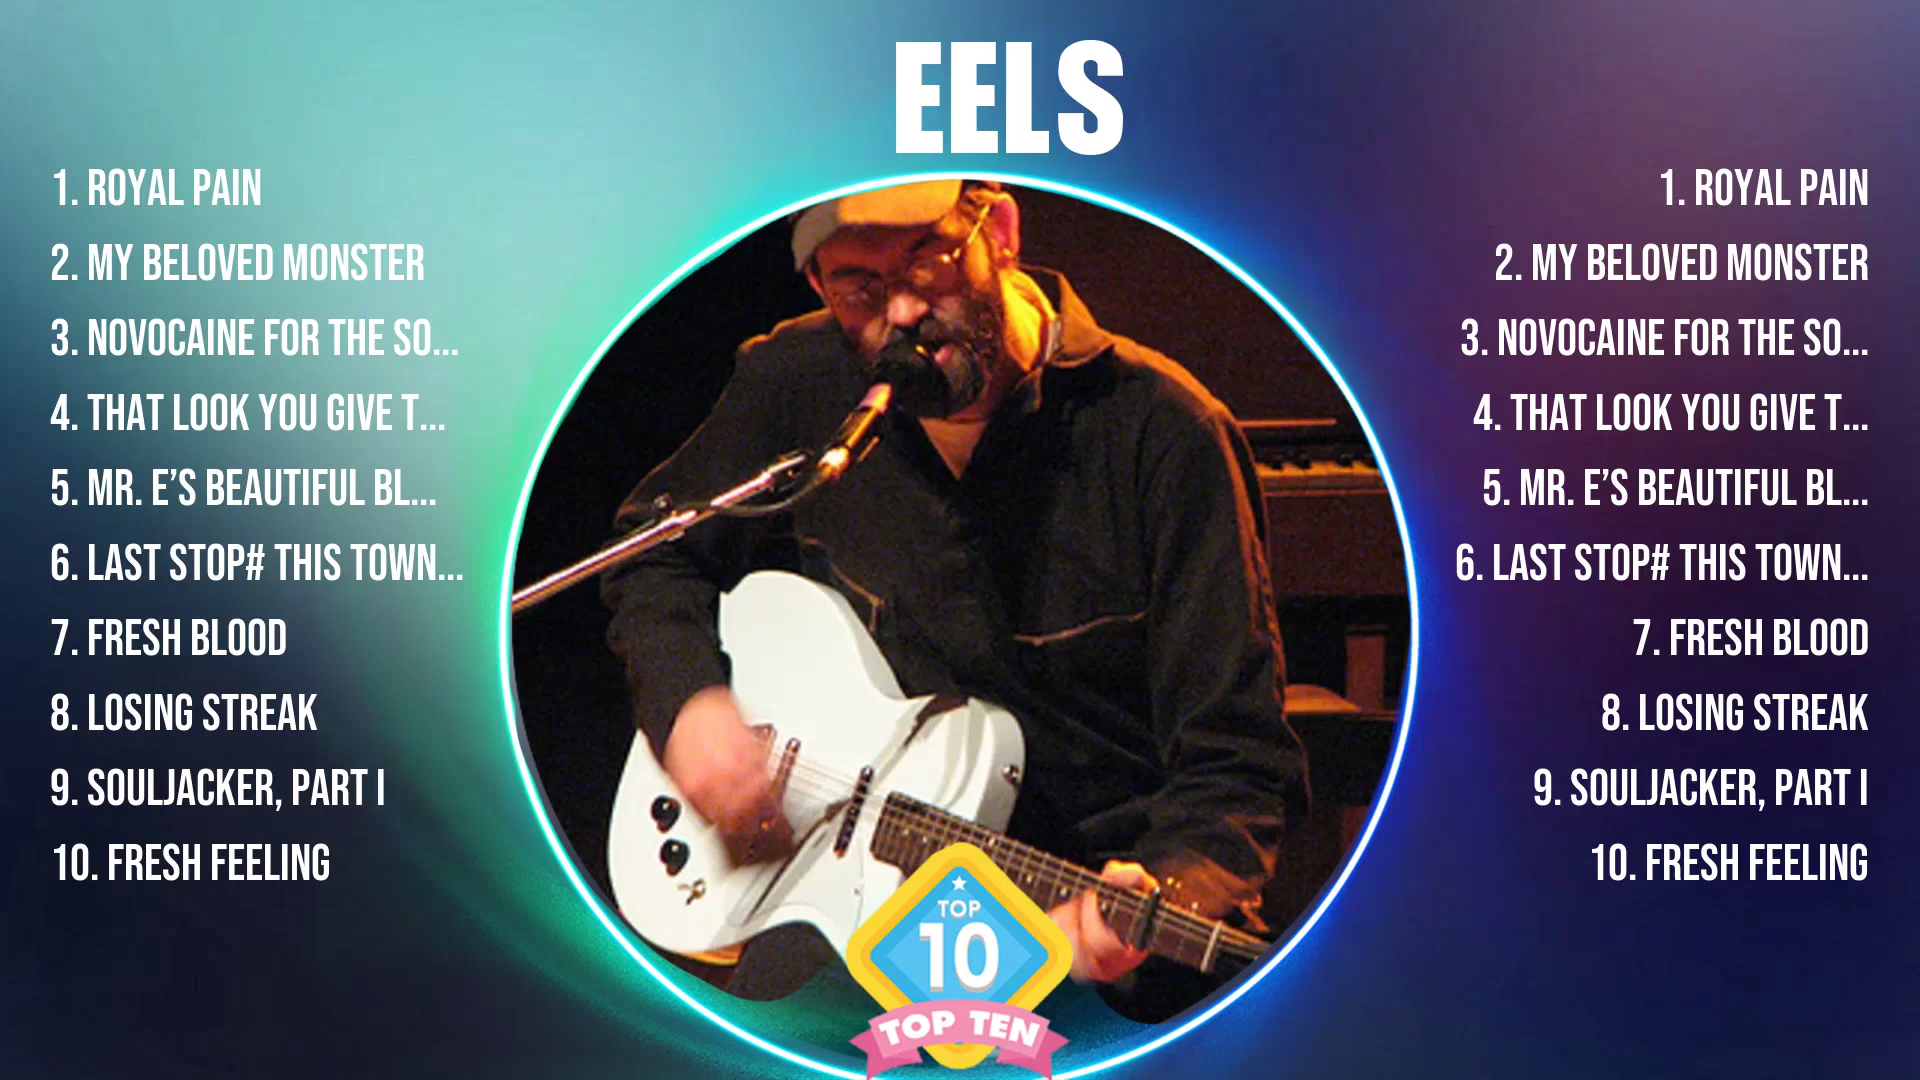 EELS
1. ROYAL PAIN
2. MY BELOVED MONSTER
3. NOVOCAINE FOR THE SO...
4. THAT LOOK YOU GIVE T...
5. MR. E’S BEAUTIFUL BL...
6. LAST STOP# THIS TOWN...
7. FRESH BLOOD
8. LOSING STREAK
9. SOULJACKER, PART I
10. FRESH FEELING
1. ROYAL PAIN
2. MY BELOVED MONSTER
3. NOVOCAINE FOR THE SO...
4. THAT LOOK YOU GIVE T...
5. MR. E’S BEAUTIFUL BL...
6. LAST STOP# THIS TOWN...
7. FRESH BLOOD
8. LOSING STREAK
9. SOULJACKER, PART I
10. FRESH FEELING
TOP
10
TOP TEN